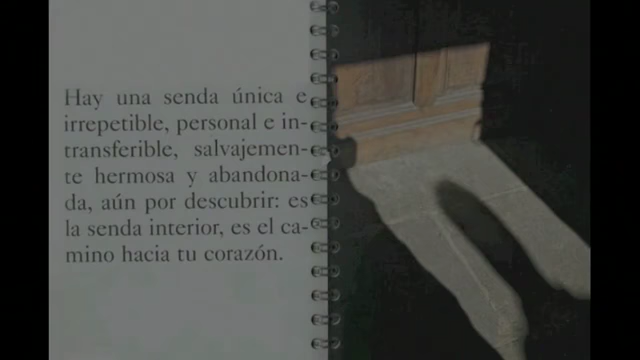 Hay una senda única e
irrepetible, personal e in-
transferible, salvajemen-
te hermosa y abandona-
da, aún por descubrir: es
la senda interior, es el ca-
mino hacia tu corazón.